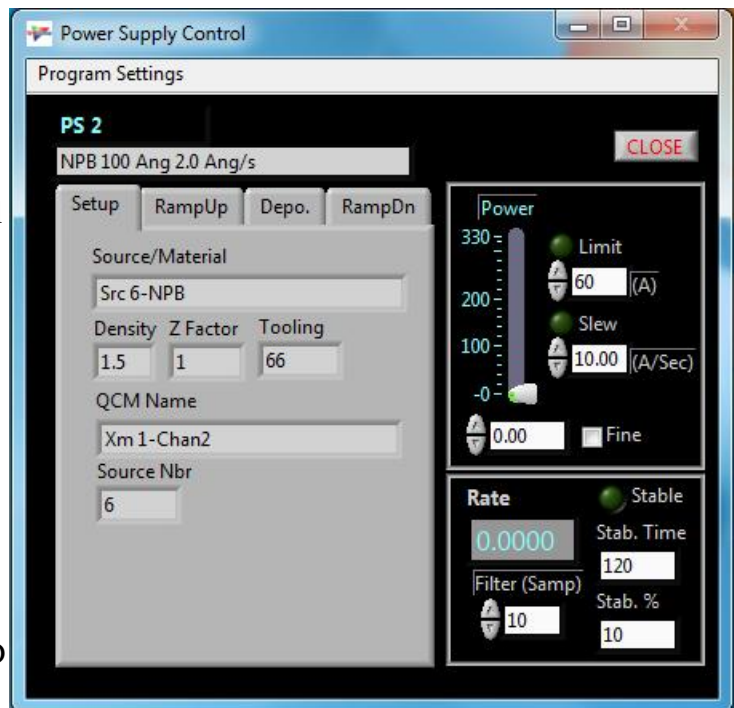 Power Supply Control
Program Settings
PS 2
NPB 100 Ang 2.0 Ang/s
CLOSE
Setup RampUp Depo. RampDn
Source/Material
Src 6-NPB
Density Z Factor Tooling
1.5 1 66
QCM Name
Xm 1-Chan2
Source Nbr
6
Power
330
200
100
-0
Limit
60 (A)
Slew
10.00 (A/Sec)
0.00 Fine
Rate Stable
0.0000
Stab. Time
120
Filter (Samp)
10
Stab. %
10